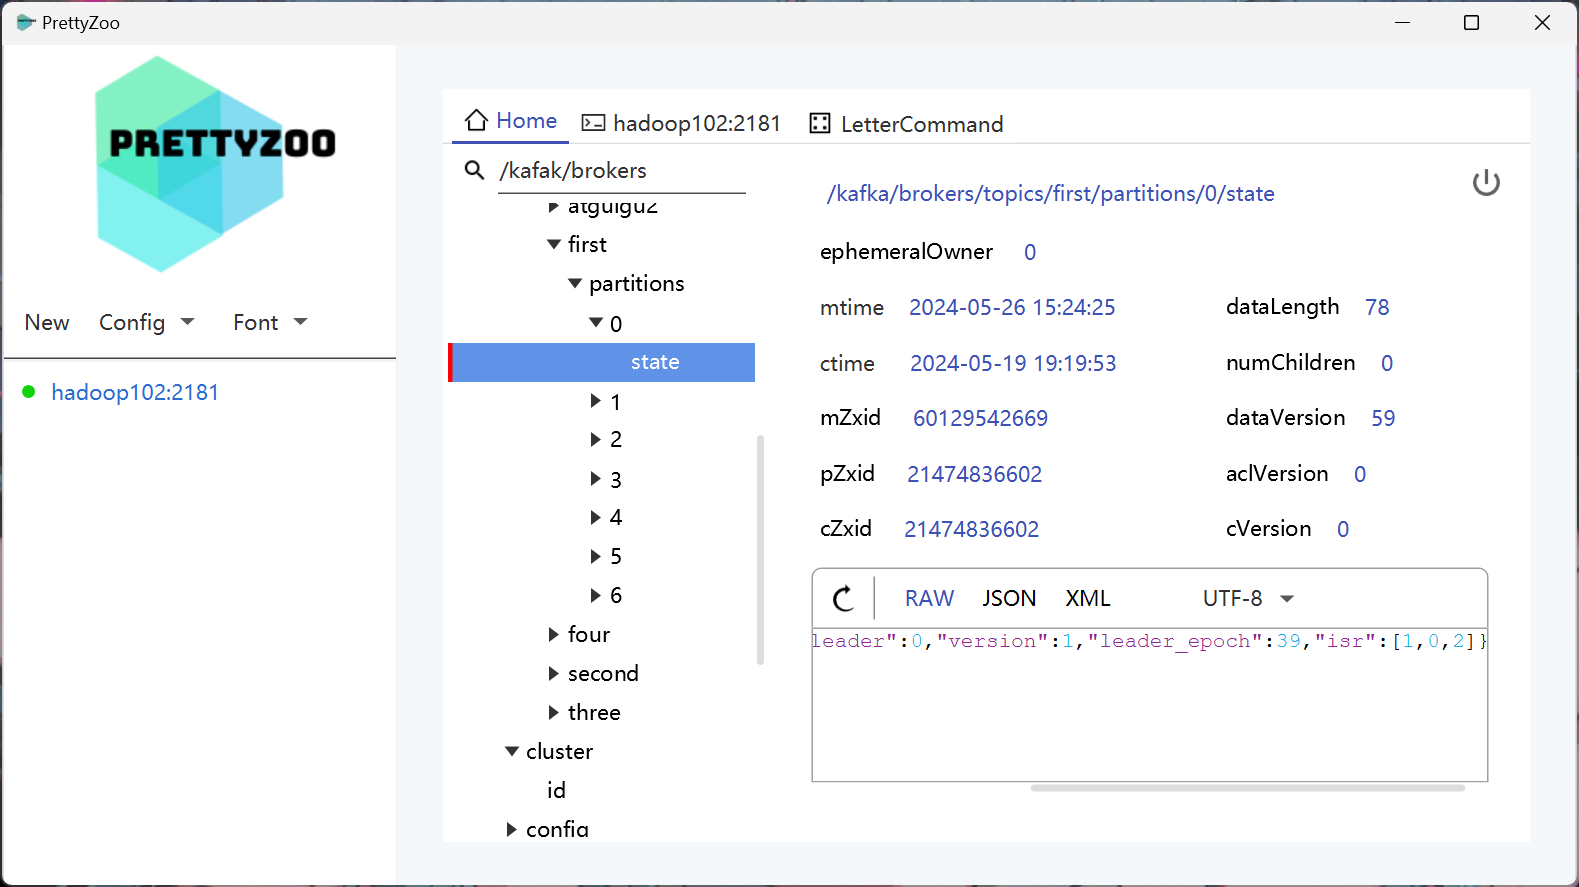 PrettyZoo
PRETTYZOO
New Config Font
hadoop102:2181
Home hadoop102:2181 LetterCommand
/kafak/brokers
atguigu2
first
partitions
0
state
1
2
3
4
5
6
four
second
three
cluster
id
config
/kafka/brokers/topics/first/partitions/0/state
ephemeralOwner 0
mtime 2024-05-26 15:24:25 dataLength 78
ctime 2024-05-19 19:19:53 numChildren 0
mZxid 60129542669 dataVersion 59
pZxid 21474836602 aclVersion 0
cZxid 21474836602 cVersion 0
RAW JSON XML UTF-8
leader":0,"version":1,"leader_epoch":39,"isr":[1,0,2]}